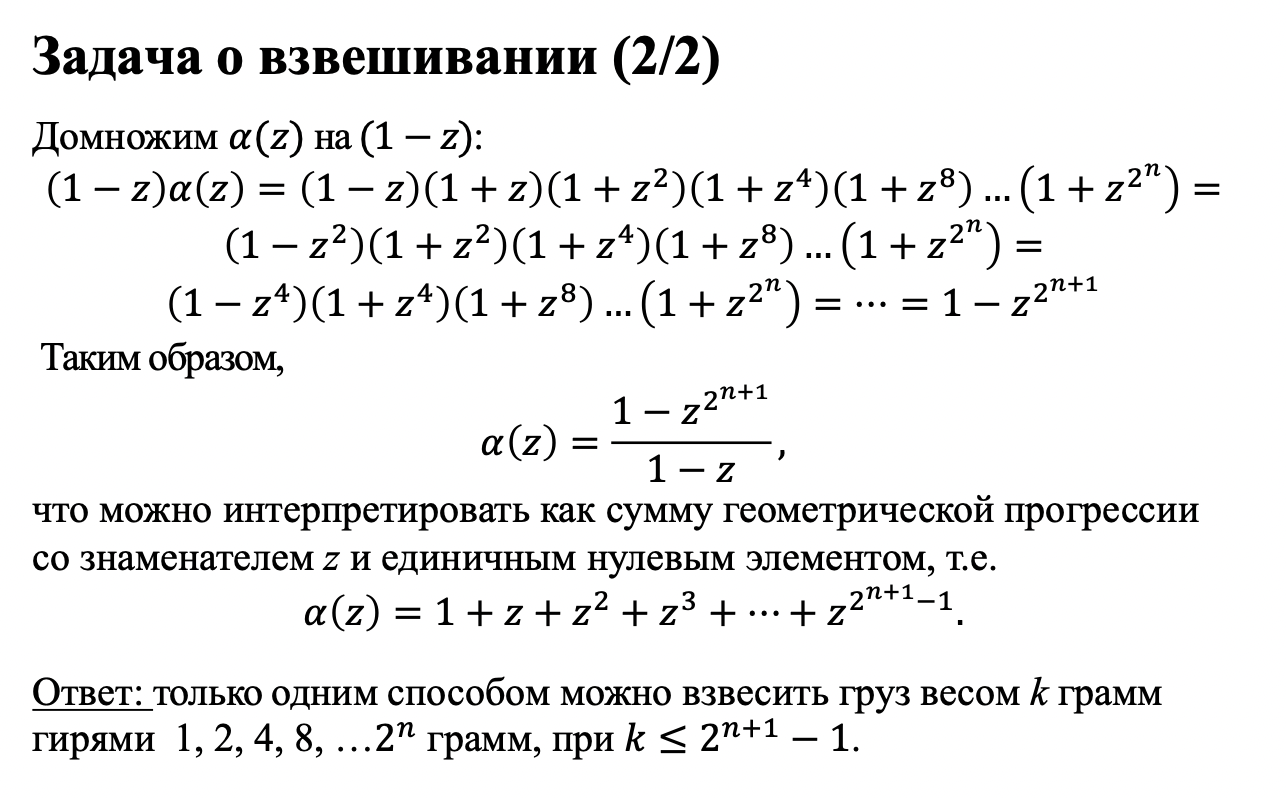 Задача о взвешивании (2/2)
Домножим α(z) на (1 − z):
(1 − z)α(z) = (1 − z)(1 + z)(1 + z²)(1 + z⁴)(1 + z⁸) … (1 + z^{2^n}) =
(1 − z²)(1 + z²)(1 + z⁴)(1 + z⁸) … (1 + z^{2^n}) =
(1 − z⁴)(1 + z⁴)(1 + z⁸) … (1 + z^{2^n}) = ⋯ = 1 − z^{2^{n+1}}
Таким образом,
α(z) = \frac{1 − z^{2^{n+1}}}{1 − z},
что можно интерпретировать как сумму геометрической прогрессии
со знаменателем z и единичным нулевым элементом, т.е.
α(z) = 1 + z + z² + z³ + ⋯ + z^{2^{n+1}−1}.
Ответ: только одним способом можно взвесить груз весом k грамм
гирями 1, 2, 4, 8, …2ⁿ грамм, при k ≤ 2ⁿ⁺¹ − 1.